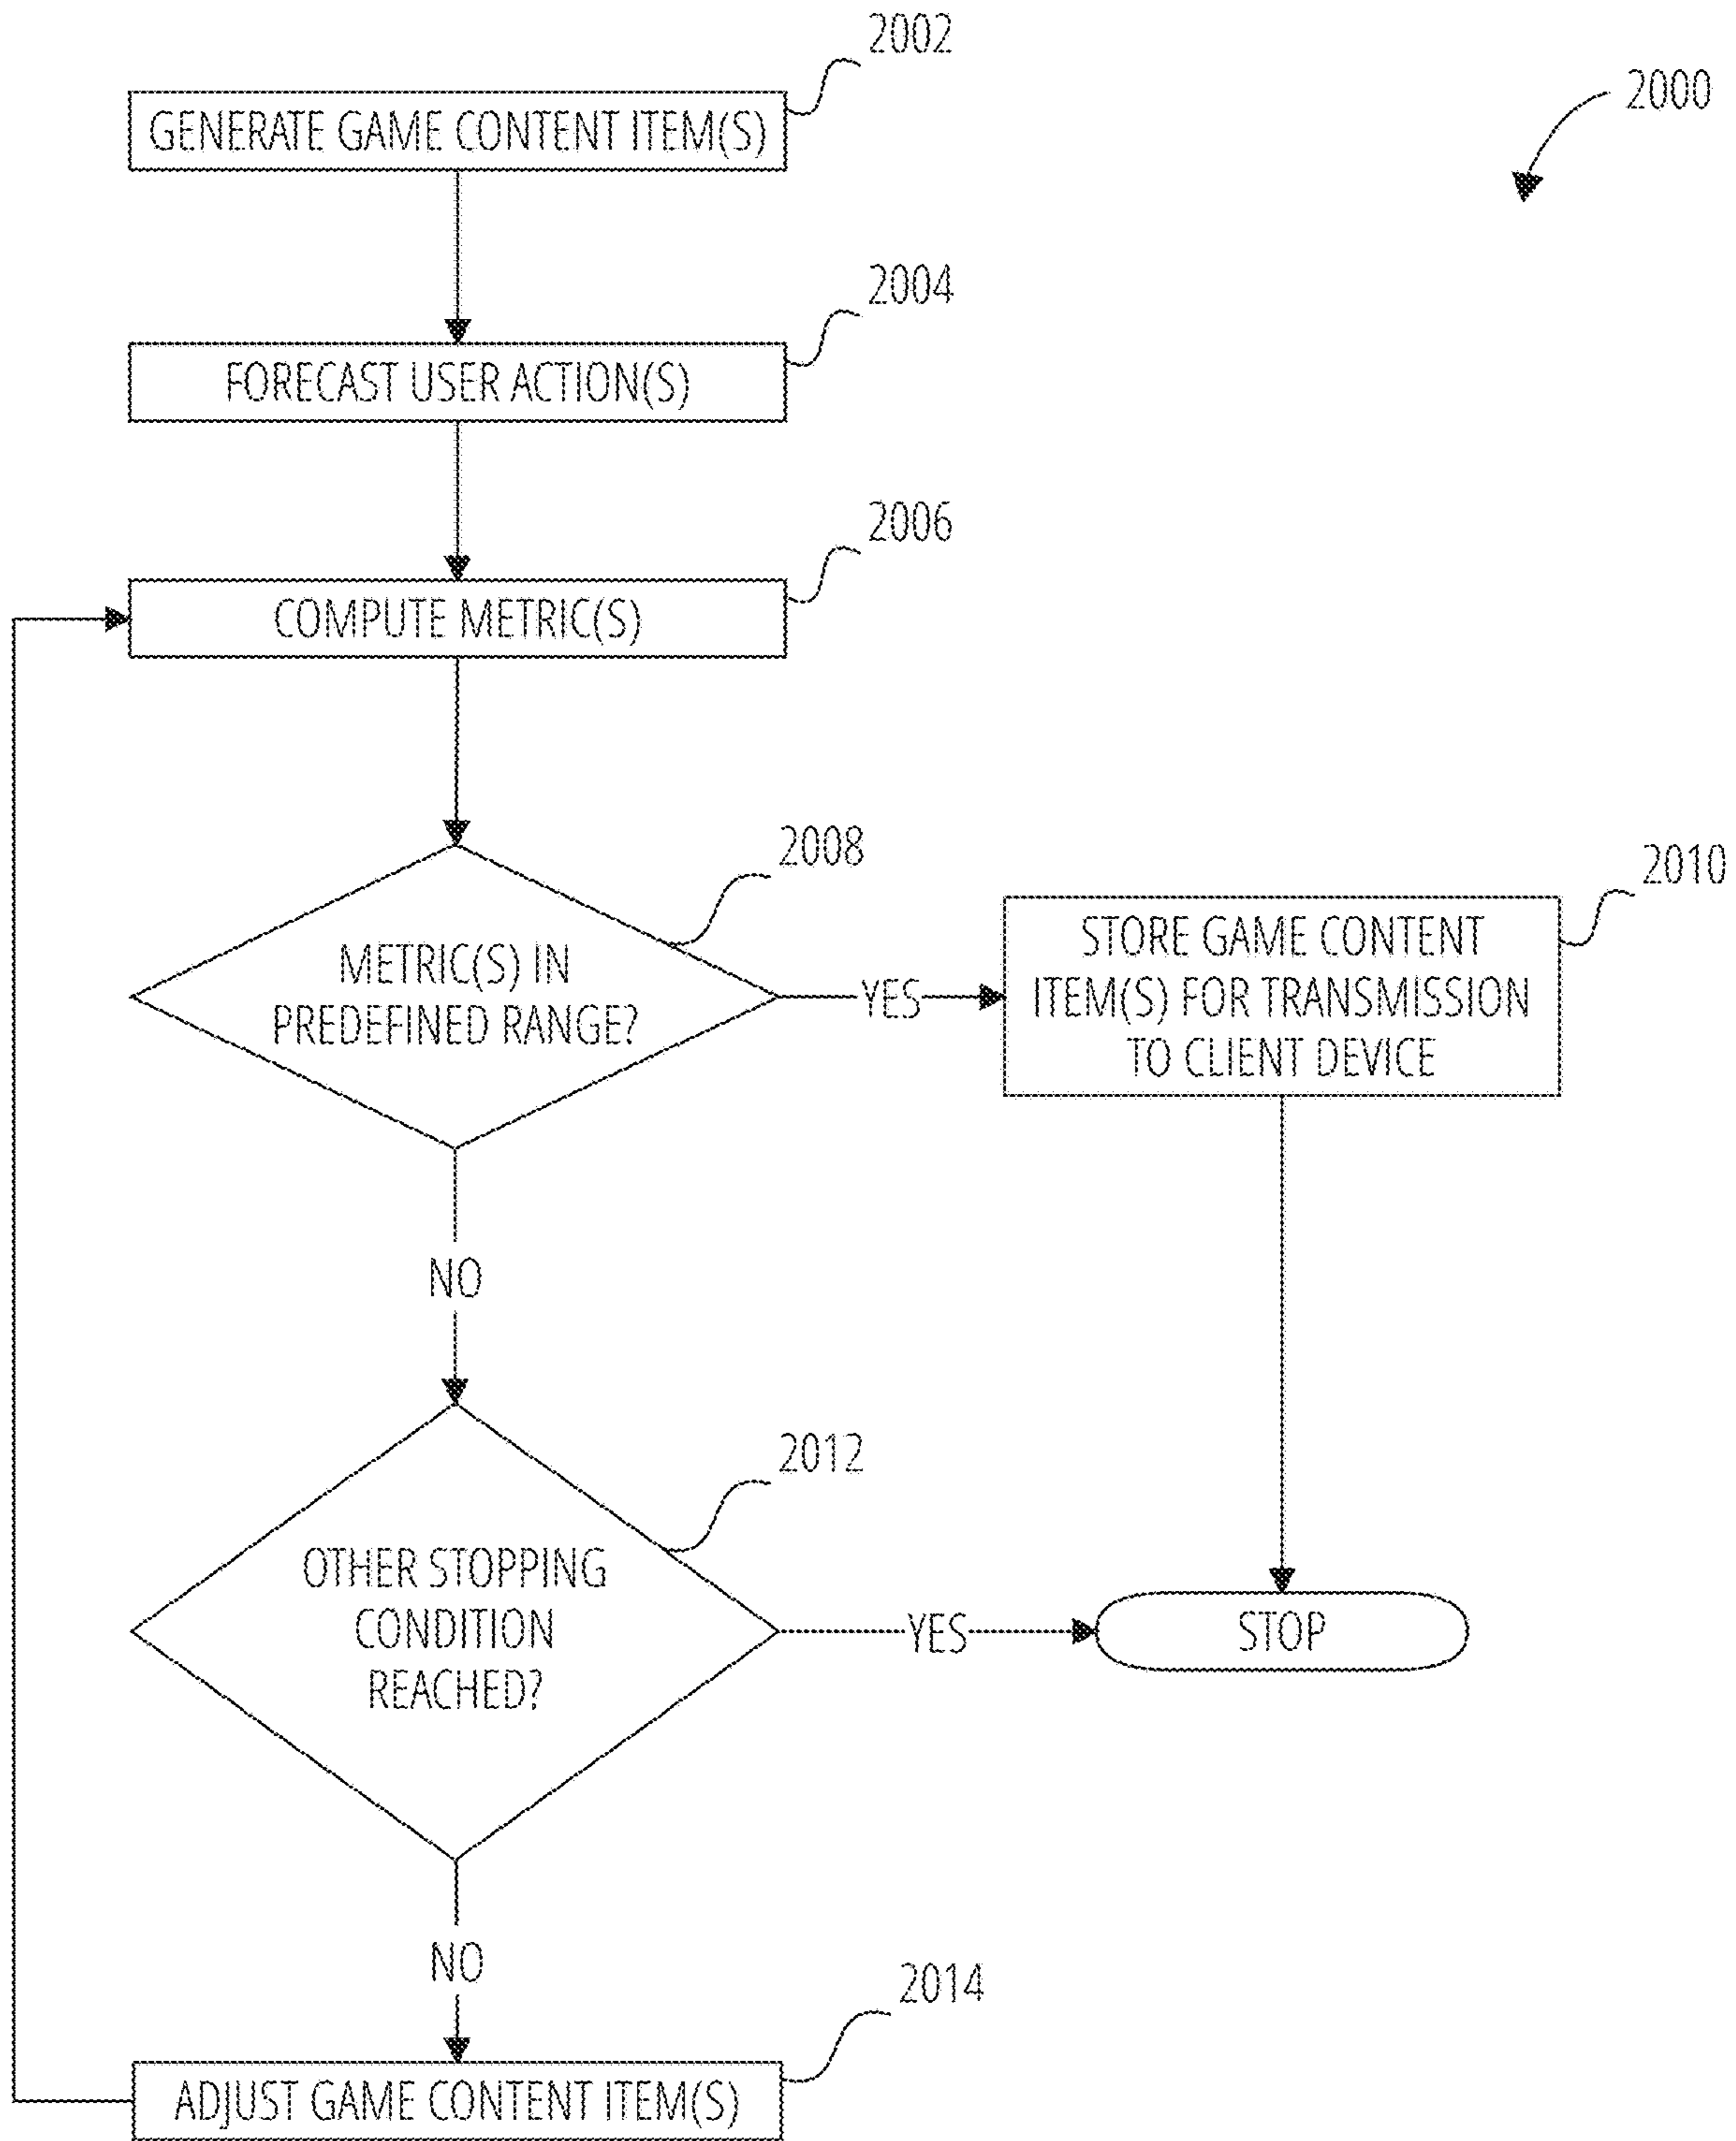 2002
2000
GENERATE GAME CONTENT ITEM(S)
2004
FORECAST USER ACTION(S)
2006
COMPUTE METRIC(S)
2008
METRIC(S) IN
PREDEFINED RANGE?
YES
2010
STORE GAME CONTENT
ITEM(S) FOR TRANSMISSION
TO CLIENT DEVICE
NO
2012
OTHER STOPPING
CONDITION
REACHED?
YES
STOP
NO
2014
ADJUST GAME CONTENT ITEM(S)